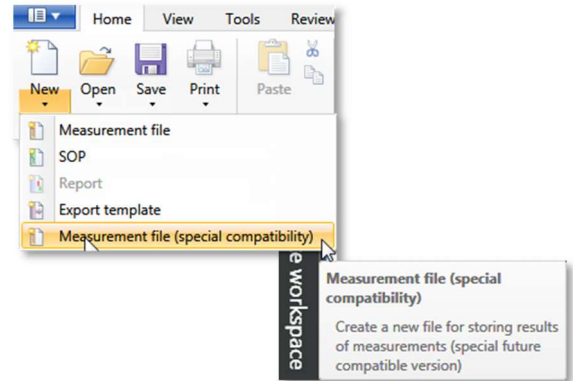 Home View Tools Review
New Open Save Print Paste
Measurement file
SOP
Report
Export template
Measurement file (special compatibility)
e workspace
Measurement file (special
compatibility)
Create a new file for storing results
of measurements (special future
compatible version)